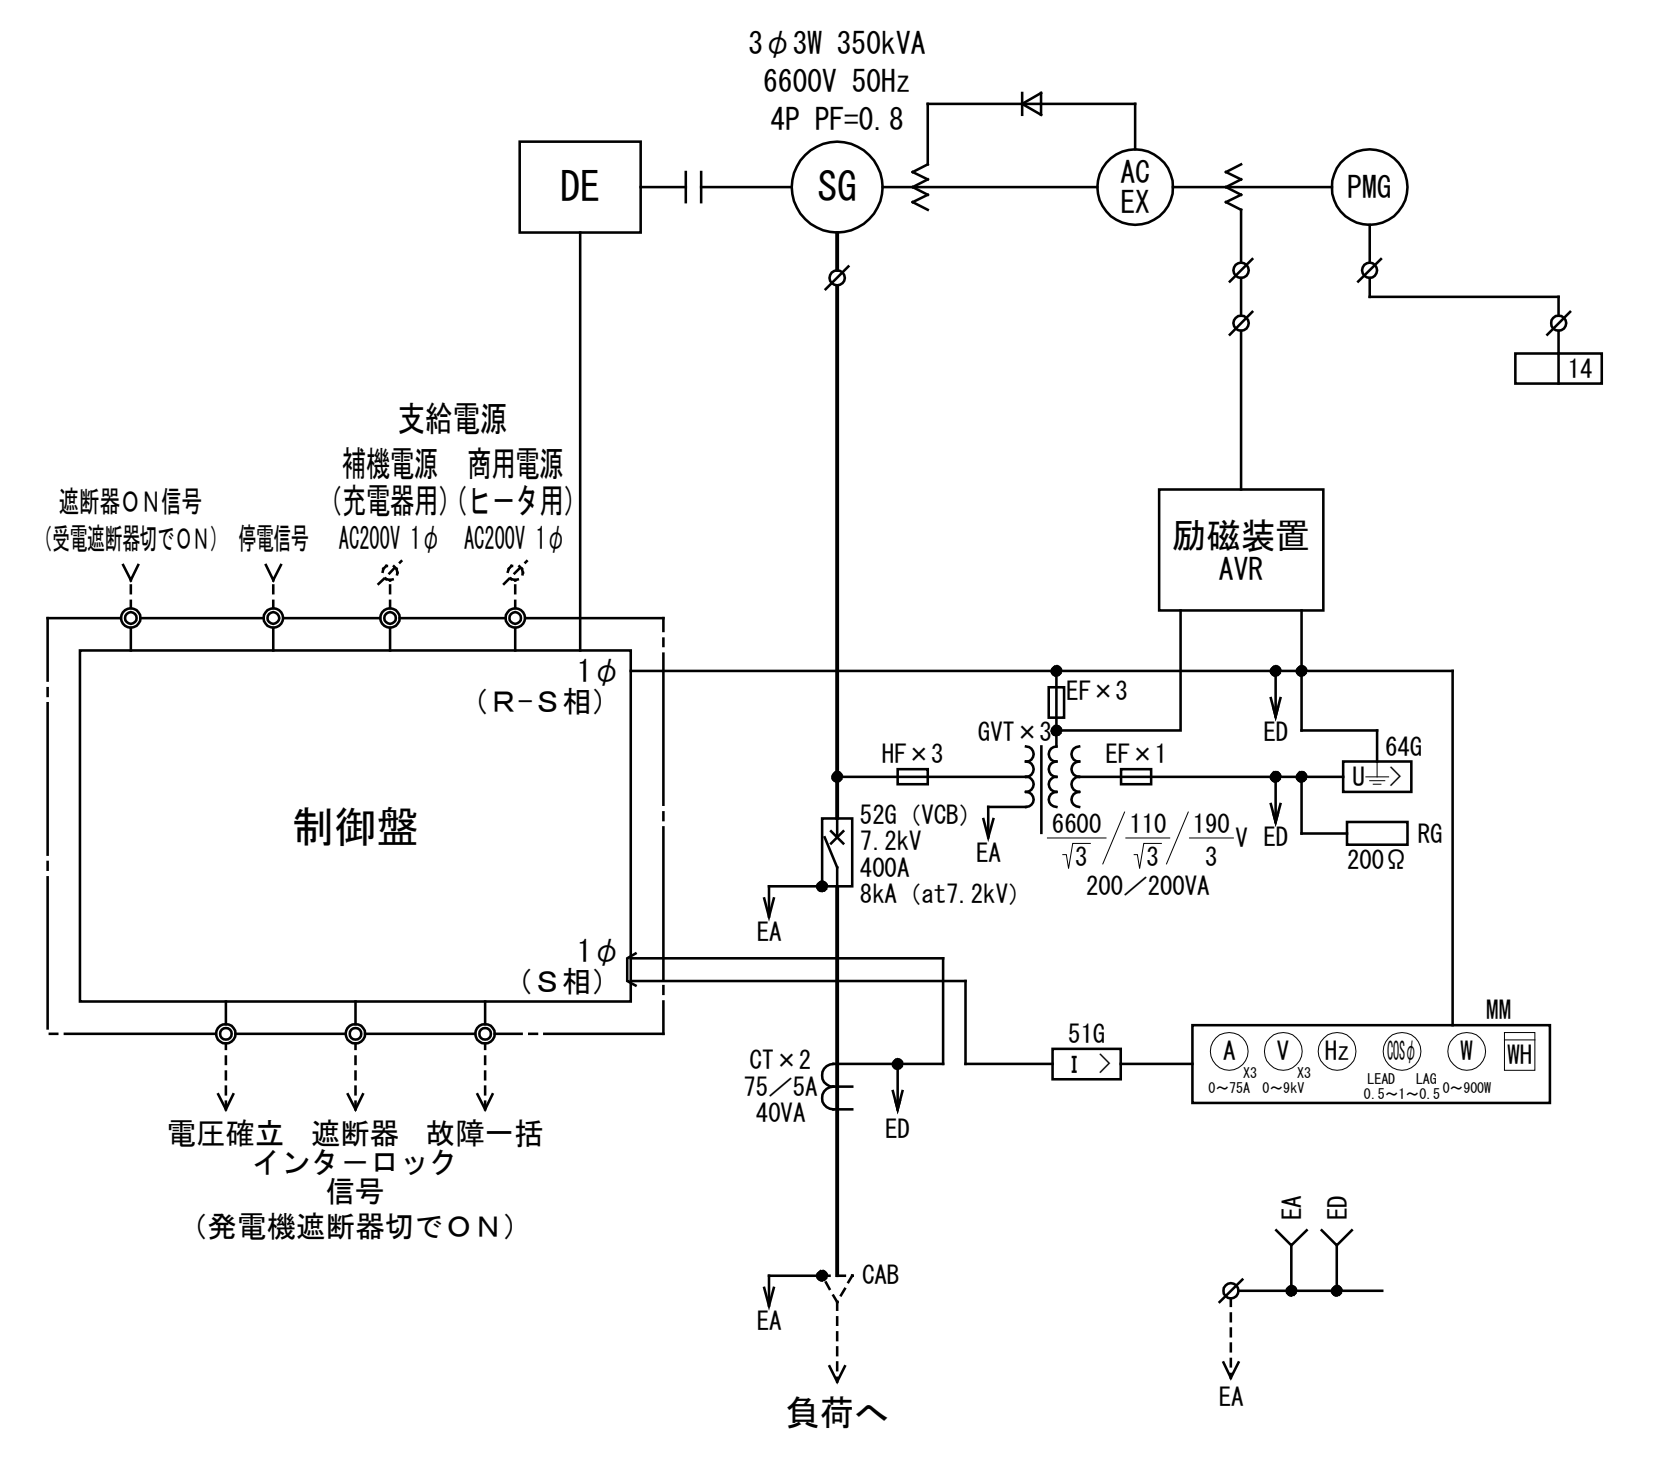 3φ3W 350kVA
6600V 50Hz
4P PF=0.8
DE
SG
AC
EX
PMG
14
支給電源
補機電源
(充電器用)
AC200V 1φ
商用電源
(ヒータ用)
AC200V 1φ
遮断器ON信号
(受電遮断器切でON)
停電信号
励磁装置
AVR
1φ
(R-S相)
制御盤
1φ
(S相)
EF×3
GVT×3
HF×3
EF×1
ED
64G
U
52G (VCB)
7.2kV
400A
8kA (at7.2kV)
EA
EA
6600/√3/110/√3/190/3V
200/200VA
ED
RG
200Ω
CT×2
75/5A
40VA
ED
51G
I >
MM
A V Hz COSφ W WH
X3 X3
0~75A 0~9kV LEAD LAG 0.5~1~0.5 0~900W
電圧確立 遮断器 故障一括
インターロック
信号
(発電機遮断器切でON)
CAB
EA
負荷へ
EA
ED
EA